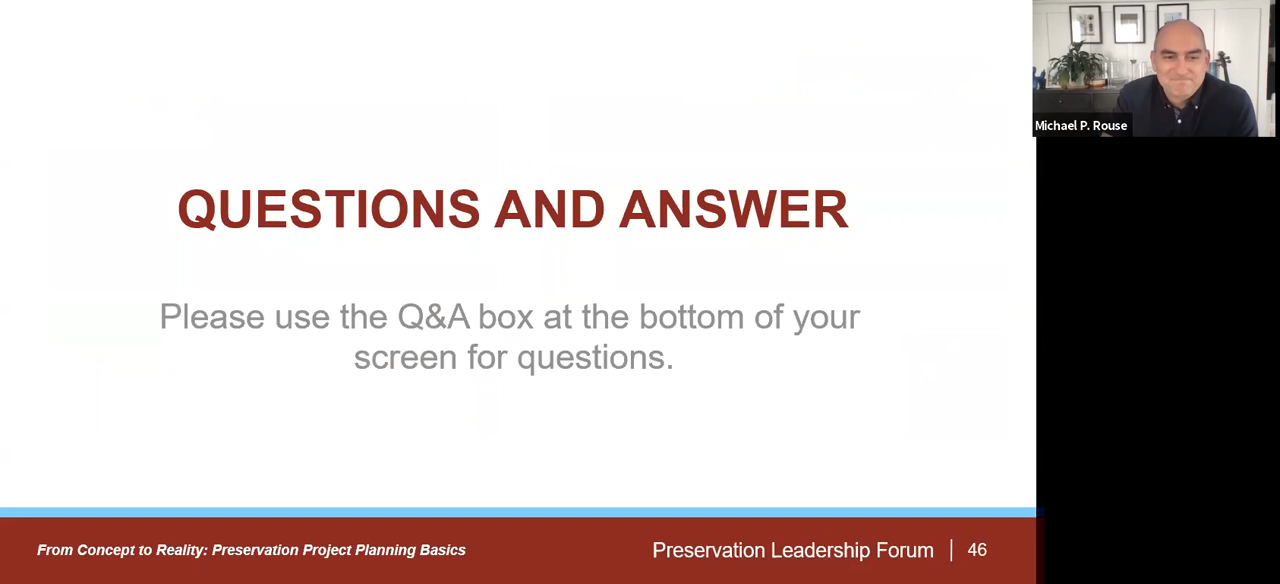 QUESTIONS AND ANSWER
Please use the Q&A box at the bottom of your
screen for questions.
From Concept to Reality: Preservation Project Planning Basics
Preservation Leadership Forum | 46
Michael P. Rouse